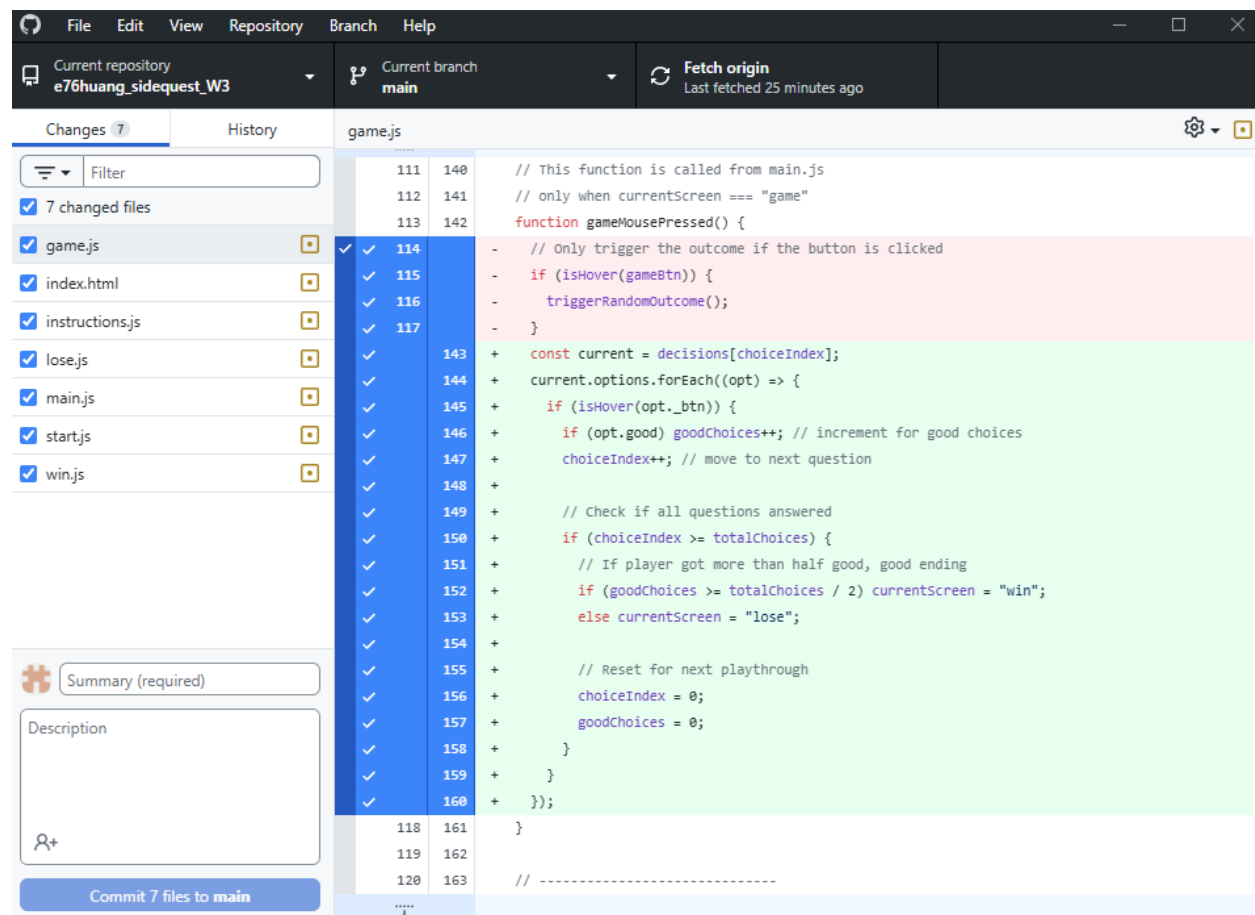 File Edit View Repository Branch Help
Current repository
e76huang_sidequest_W3
Current branch
main
Fetch origin
Last fetched 25 minutes ago
Changes 7 History
game.js
Filter
7 changed files
game.js
index.html
instructions.js
lose.js
main.js
start.js
win.js
111 140 // This function is called from main.js
112 141 // only when currentScreen === "game"
113 142 function gameMousePressed() {
114 - // Only trigger the outcome if the button is clicked
115 - if (isHover(gameBtn)) {
116 - triggerRandomOutcome();
117 - }
143 + const current = decisions[choiceIndex];
144 + current.options.forEach((opt) => {
145 + if (isHover(opt._btn)) {
146 + if (opt.good) goodChoices++; // increment for good choices
147 + choiceIndex++; // move to next question
148 +
149 + // Check if all questions answered
150 + if (choiceIndex >= totalChoices) {
151 + // If player got more than half good, good ending
152 + if (goodChoices >= totalChoices / 2) currentScreen = "win";
153 + else currentScreen = "lose";
154 +
155 + // Reset for next playthrough
156 + choiceIndex = 0;
157 + goodChoices = 0;
158 + }
159 + }
160 + });
118 161 }
119 162
120 163 // ------------------------------
Summary (required)
Description
Commit 7 files to main